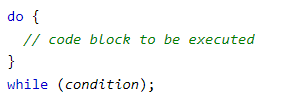 do {
  // code block to be executed
}
while (condition);